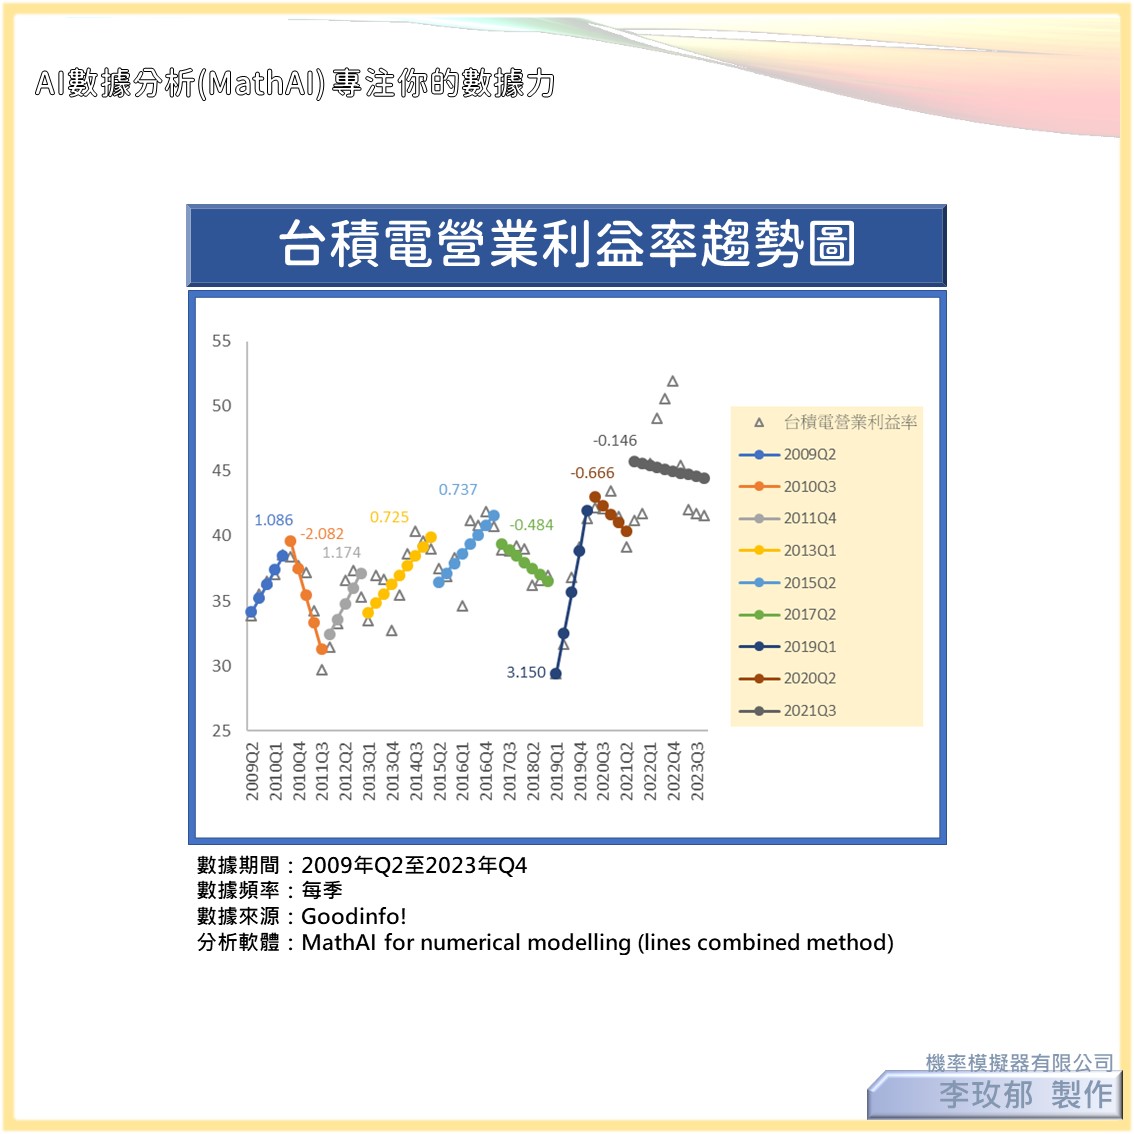 AI數據分析(MathAI) 專注你的數據力
台積電營業利益率趨勢圖
55
50
45
40
35
30
25
1.086
-2.082
1.174
0.725
0.737
-0.484
3.150
-0.666
-0.146
2009Q2
2010Q1
2010Q4
2011Q3
2012Q2
2013Q1
2013Q4
2014Q3
2015Q2
2016Q1
2016Q4
2017Q3
2018Q2
2019Q1
2019Q4
2020Q3
2021Q2
2022Q1
2022Q4
2023Q3
台積電營業利益率
2009Q2
2010Q3
2011Q4
2013Q1
2015Q2
2017Q2
2019Q1
2020Q2
2021Q3
數據期間：2009年Q2至2023年Q4
數據頻率：每季
數據來源：Goodinfo!
分析軟體：MathAI for numerical modelling (lines combined method)
機率模擬器有限公司
李玫郁 製作